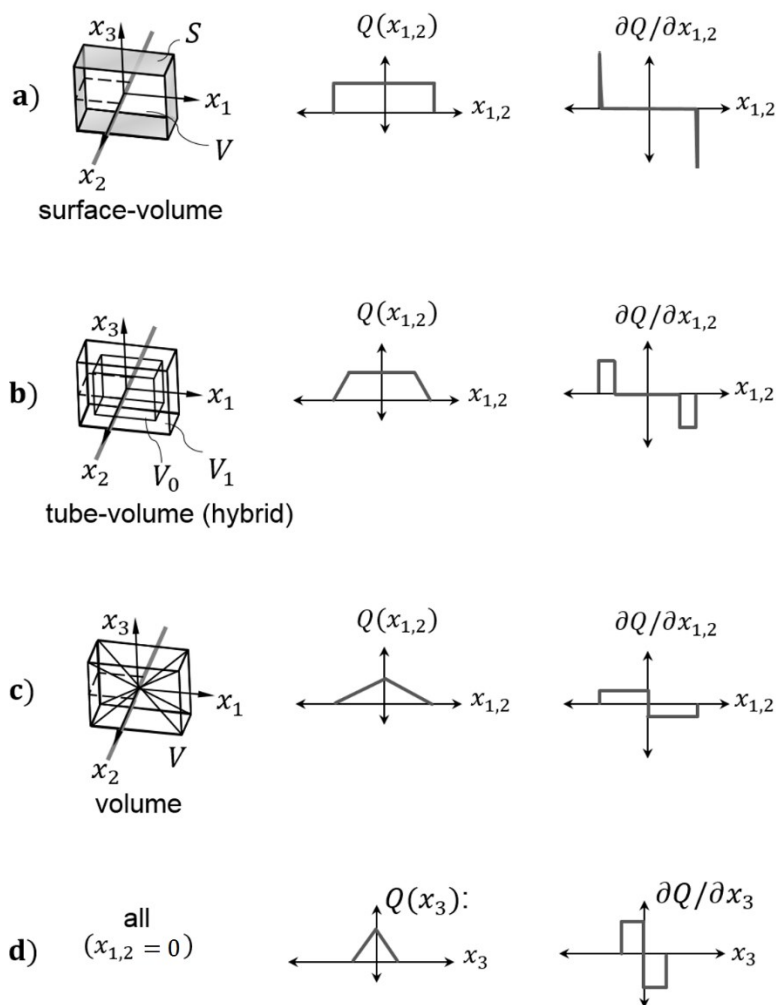 x₃ S Q(x₁,₂) ∂Q/∂x₁,₂
a) x₁ x₁,₂ x₁,₂
V
x₂
surface-volume
x₃ Q(x₁,₂) ∂Q/∂x₁,₂
b) x₁ x₁,₂ x₁,₂
x₂ V₀ V₁
tube-volume (hybrid)
x₃ Q(x₁,₂) ∂Q/∂x₁,₂
c) x₁ x₁,₂ x₁,₂
x₂ V
volume
all Q(x₃): ∂Q/∂x₃
d) (x₁,₂ = 0) x₃ x₃